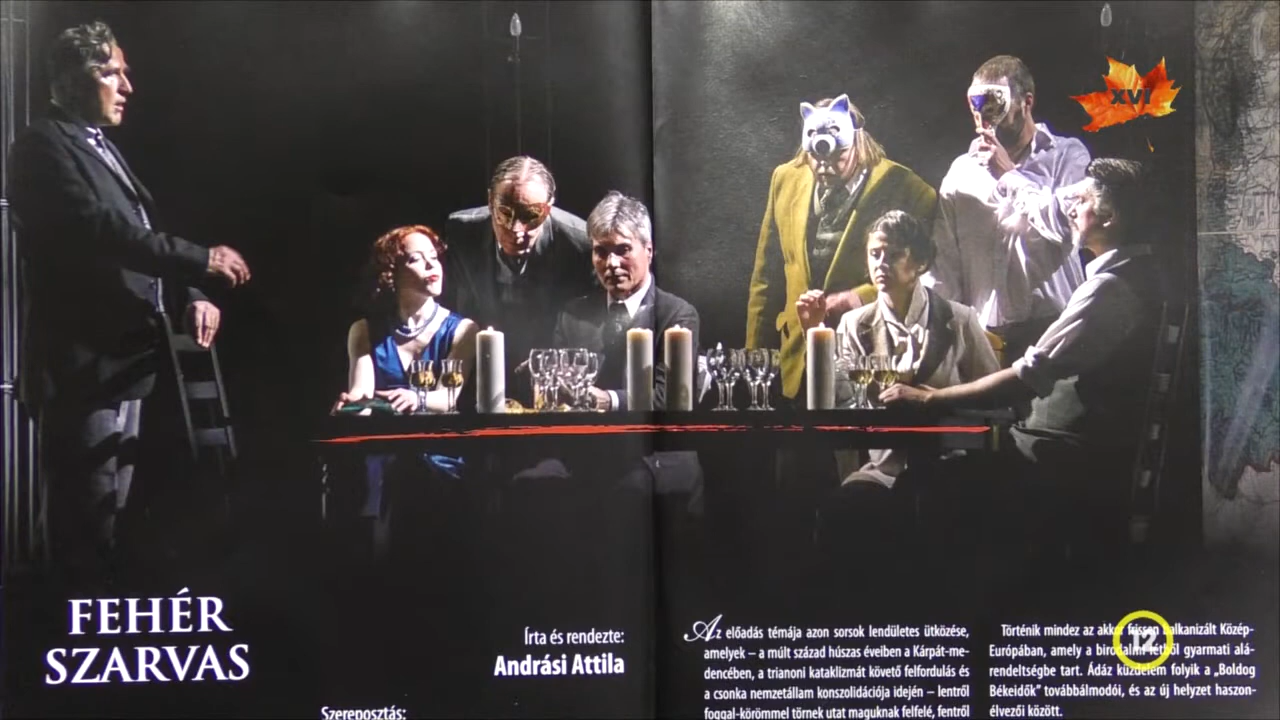 XVI
FEHÉR
SZARVAS
Írta és rendezte:
Andrási Attila
Szereposztás:
Az előadás témája azon sorsok lendületes ütközése,
amelyek – a múlt század húszas éveiben a Kárpát-me-
dencében, a trianoni kataklizmát követő felfordulás és
a csonka nemzetállam konszolidációja idején – lentről
foggal-körömmel törnek utat maguknak felfelé, fentről
Történik mindez az akkor frissen balkanizált Közép-
Európában, amely a birodalmi létből gyarmati alá-
rendeltségbe tart. Ádáz küzdelem folyik a „Boldog
Békeidők” továbbálmodói, és az új helyzet haszon-
élvezői között.
12